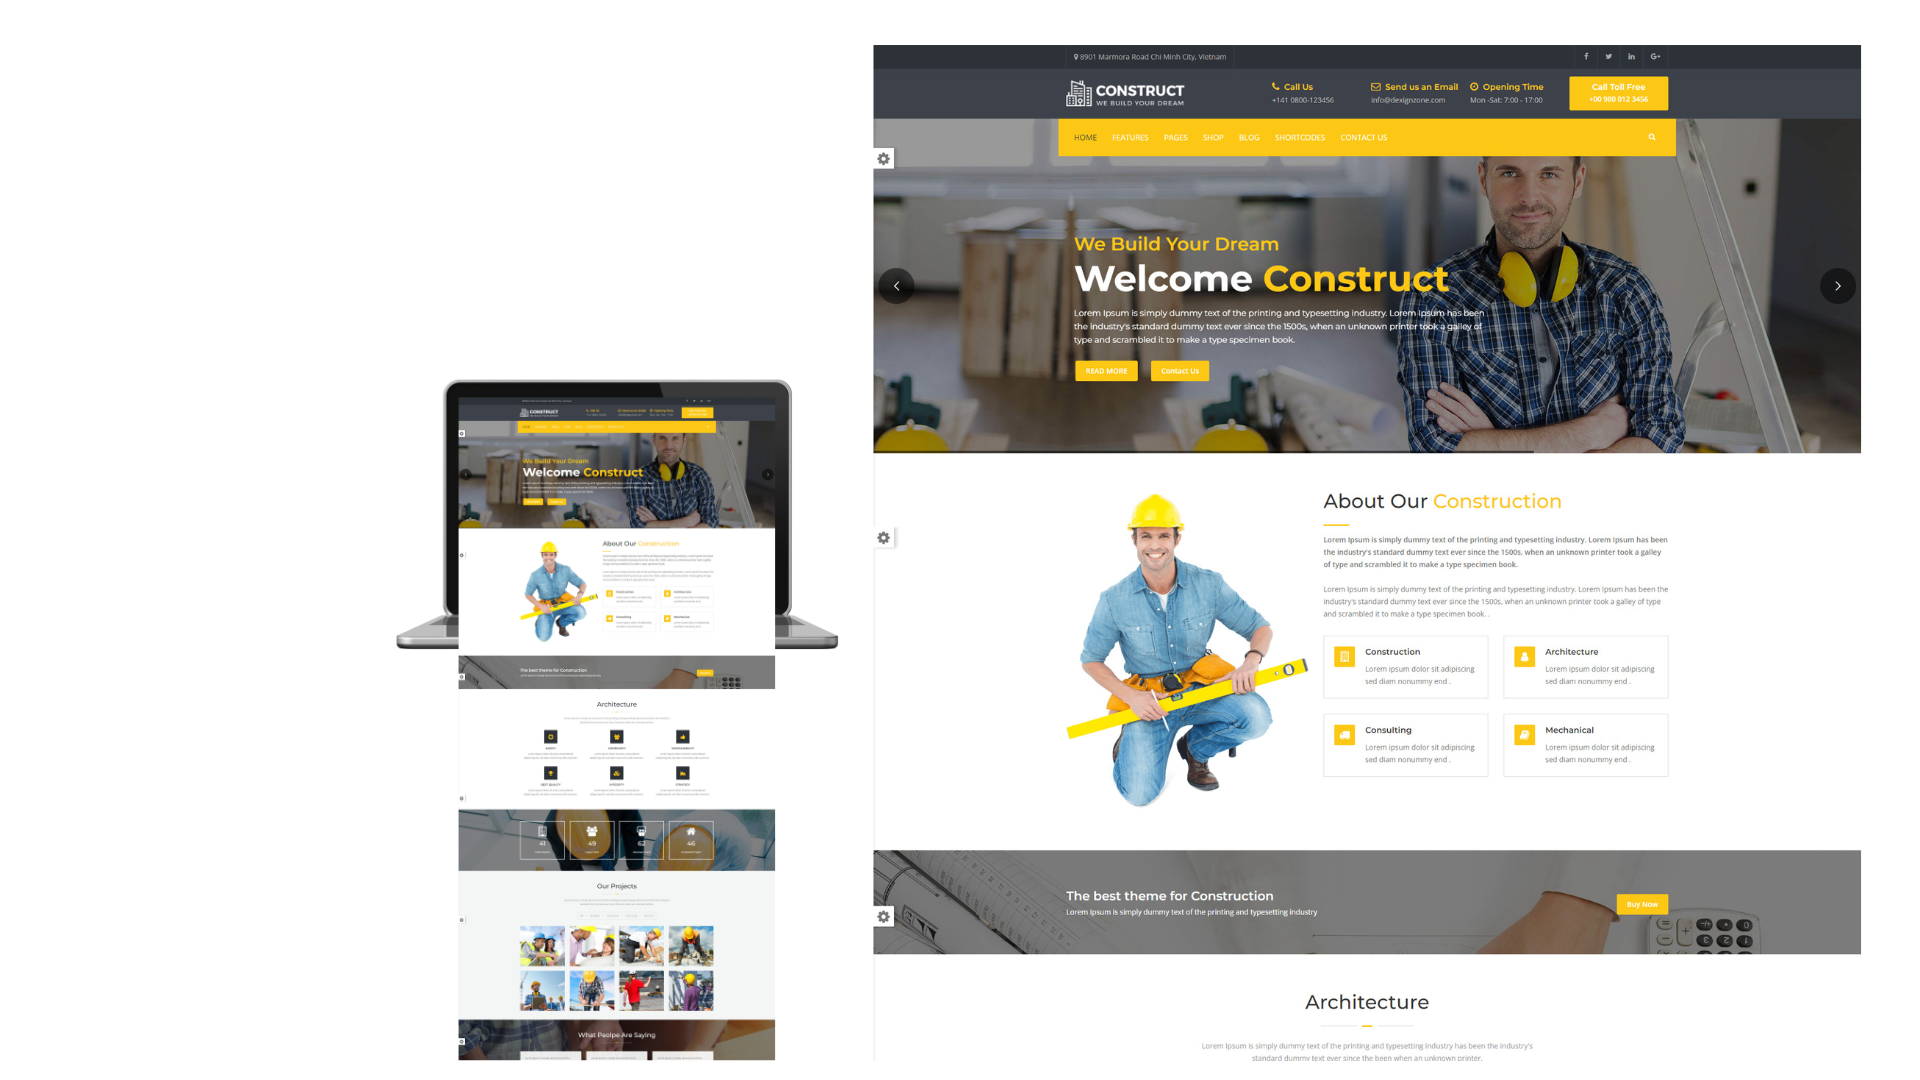 8901 Marmora Road Chi Minh City, Vietnam
G+
CONSTRUCT
WE BUILD YOUR DREAM
Call Us
+141 0800-123456
Send us an Email
info@dexignzone.com
Opening Time
Mon -Sat: 7:00 - 17:00
Call Toll Free
+00 980 012 3456
HOME FEATURES PAGES SHOP BLOG SHORTCODES CONTACT US
We Build Your Dream
Welcome Construct
Lorem Ipsum is simply dummy text of the printing and typesetting industry. Lorem Ipsum has been
the industry's standard dummy text ever since the 1500s, when an unknown printer took a galley of
type and scrambled it to make a type specimen book.
READ MORE
Contact Us
About Our Construction
Lorem Ipsum is simply dummy text of the printing and typesetting industry. Lorem Ipsum has been
the industry's standard dummy text ever since the 1500s, when an unknown printer took a galley
of type and scrambled it to make a type specimen book.
Lorem Ipsum is simply dummy text of the printing and typesetting industry. Lorem Ipsum has been the
industry's standard dummy text ever since the 1500s, when an unknown printer took a galley of type
and scrambled it to make a type specimen book. .
Construction
Lorem ipsum dolor sit adipiscing
sed diam nonummy end .
Architecture
Lorem ipsum dolor sit adipiscing
sed diam nonummy end .
Consulting
Lorem ipsum dolor sit adipiscing
sed diam nonummy end .
Mechanical
Lorem ipsum dolor sit adipiscing
sed diam nonummy end .
The best theme for Construction
Lorem Ipsum is simply dummy text of the printing and typesetting industry
Buy Now
Architecture
Lorem Ipsum is simply dummy text of the printing and typesetting industry has been the industry's
standard dummy text ever since the been when an unknown printer.
CONSTRUCT
We Build Your Dream
Welcome Construct
About Our Construction
The best theme for Construction
Architecture
41
49
62
46
Our Projects
What Peolpe Are Saying